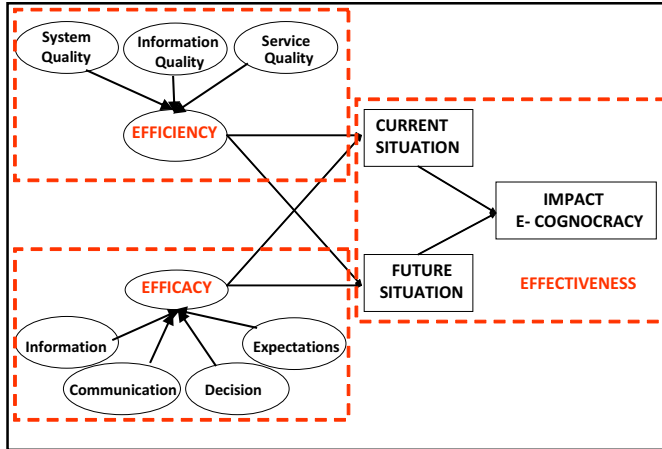 System
Quality
Information
Quality
Service
Quality
EFFICIENCY
CURRENT
SITUATION
IMPACT
E- COGNOCRACY
EFFICACY
FUTURE
SITUATION
EFFECTIVENESS
Information
Expectations
Communication
Decision